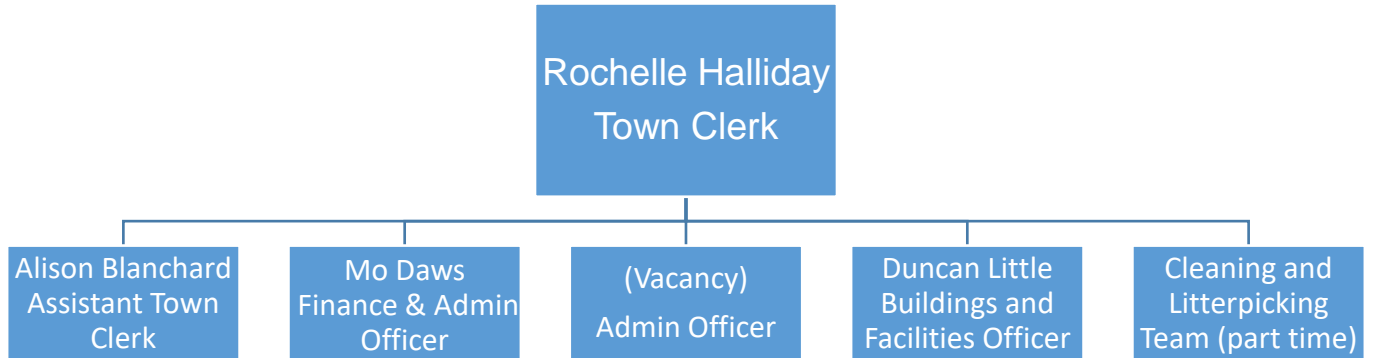 Rochelle Halliday
Town Clerk
Alison Blanchard
Assistant Town
Clerk
Mo Daws
Finance & Admin
Officer
(Vacancy)
Admin Officer
Duncan Little
Buildings and
Facilities Officer
Cleaning and
Litterpicking
Team (part time)